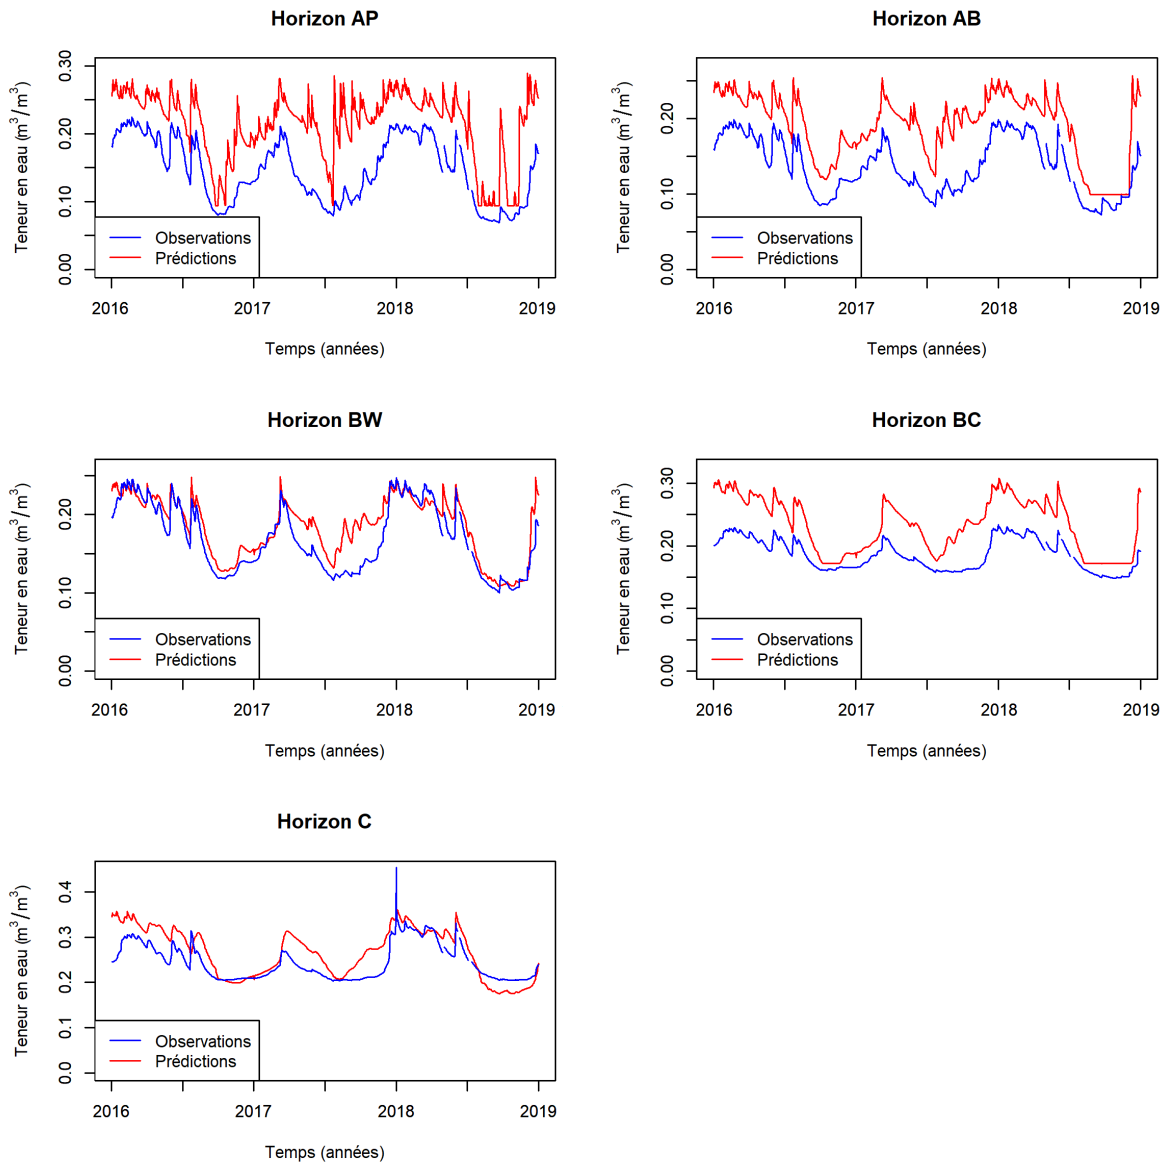 Horizon AP
Teneur en eau (m³/m³)
0.00 0.10 0.20 0.30
Observations
Prédictions
2016 2017 2018 2019
Temps (années)
Horizon AB
Teneur en eau (m³/m³)
0.00 0.10 0.20
Observations
Prédictions
2016 2017 2018 2019
Temps (années)
Horizon BW
Teneur en eau (m³/m³)
0.00 0.10 0.20
Observations
Prédictions
2016 2017 2018 2019
Temps (années)
Horizon BC
Teneur en eau (m³/m³)
0.00 0.10 0.20 0.30
Observations
Prédictions
2016 2017 2018 2019
Temps (années)
Horizon C
Teneur en eau (m³/m³)
0.0 0.1 0.2 0.3 0.4
Observations
Prédictions
2016 2017 2018 2019
Temps (années)